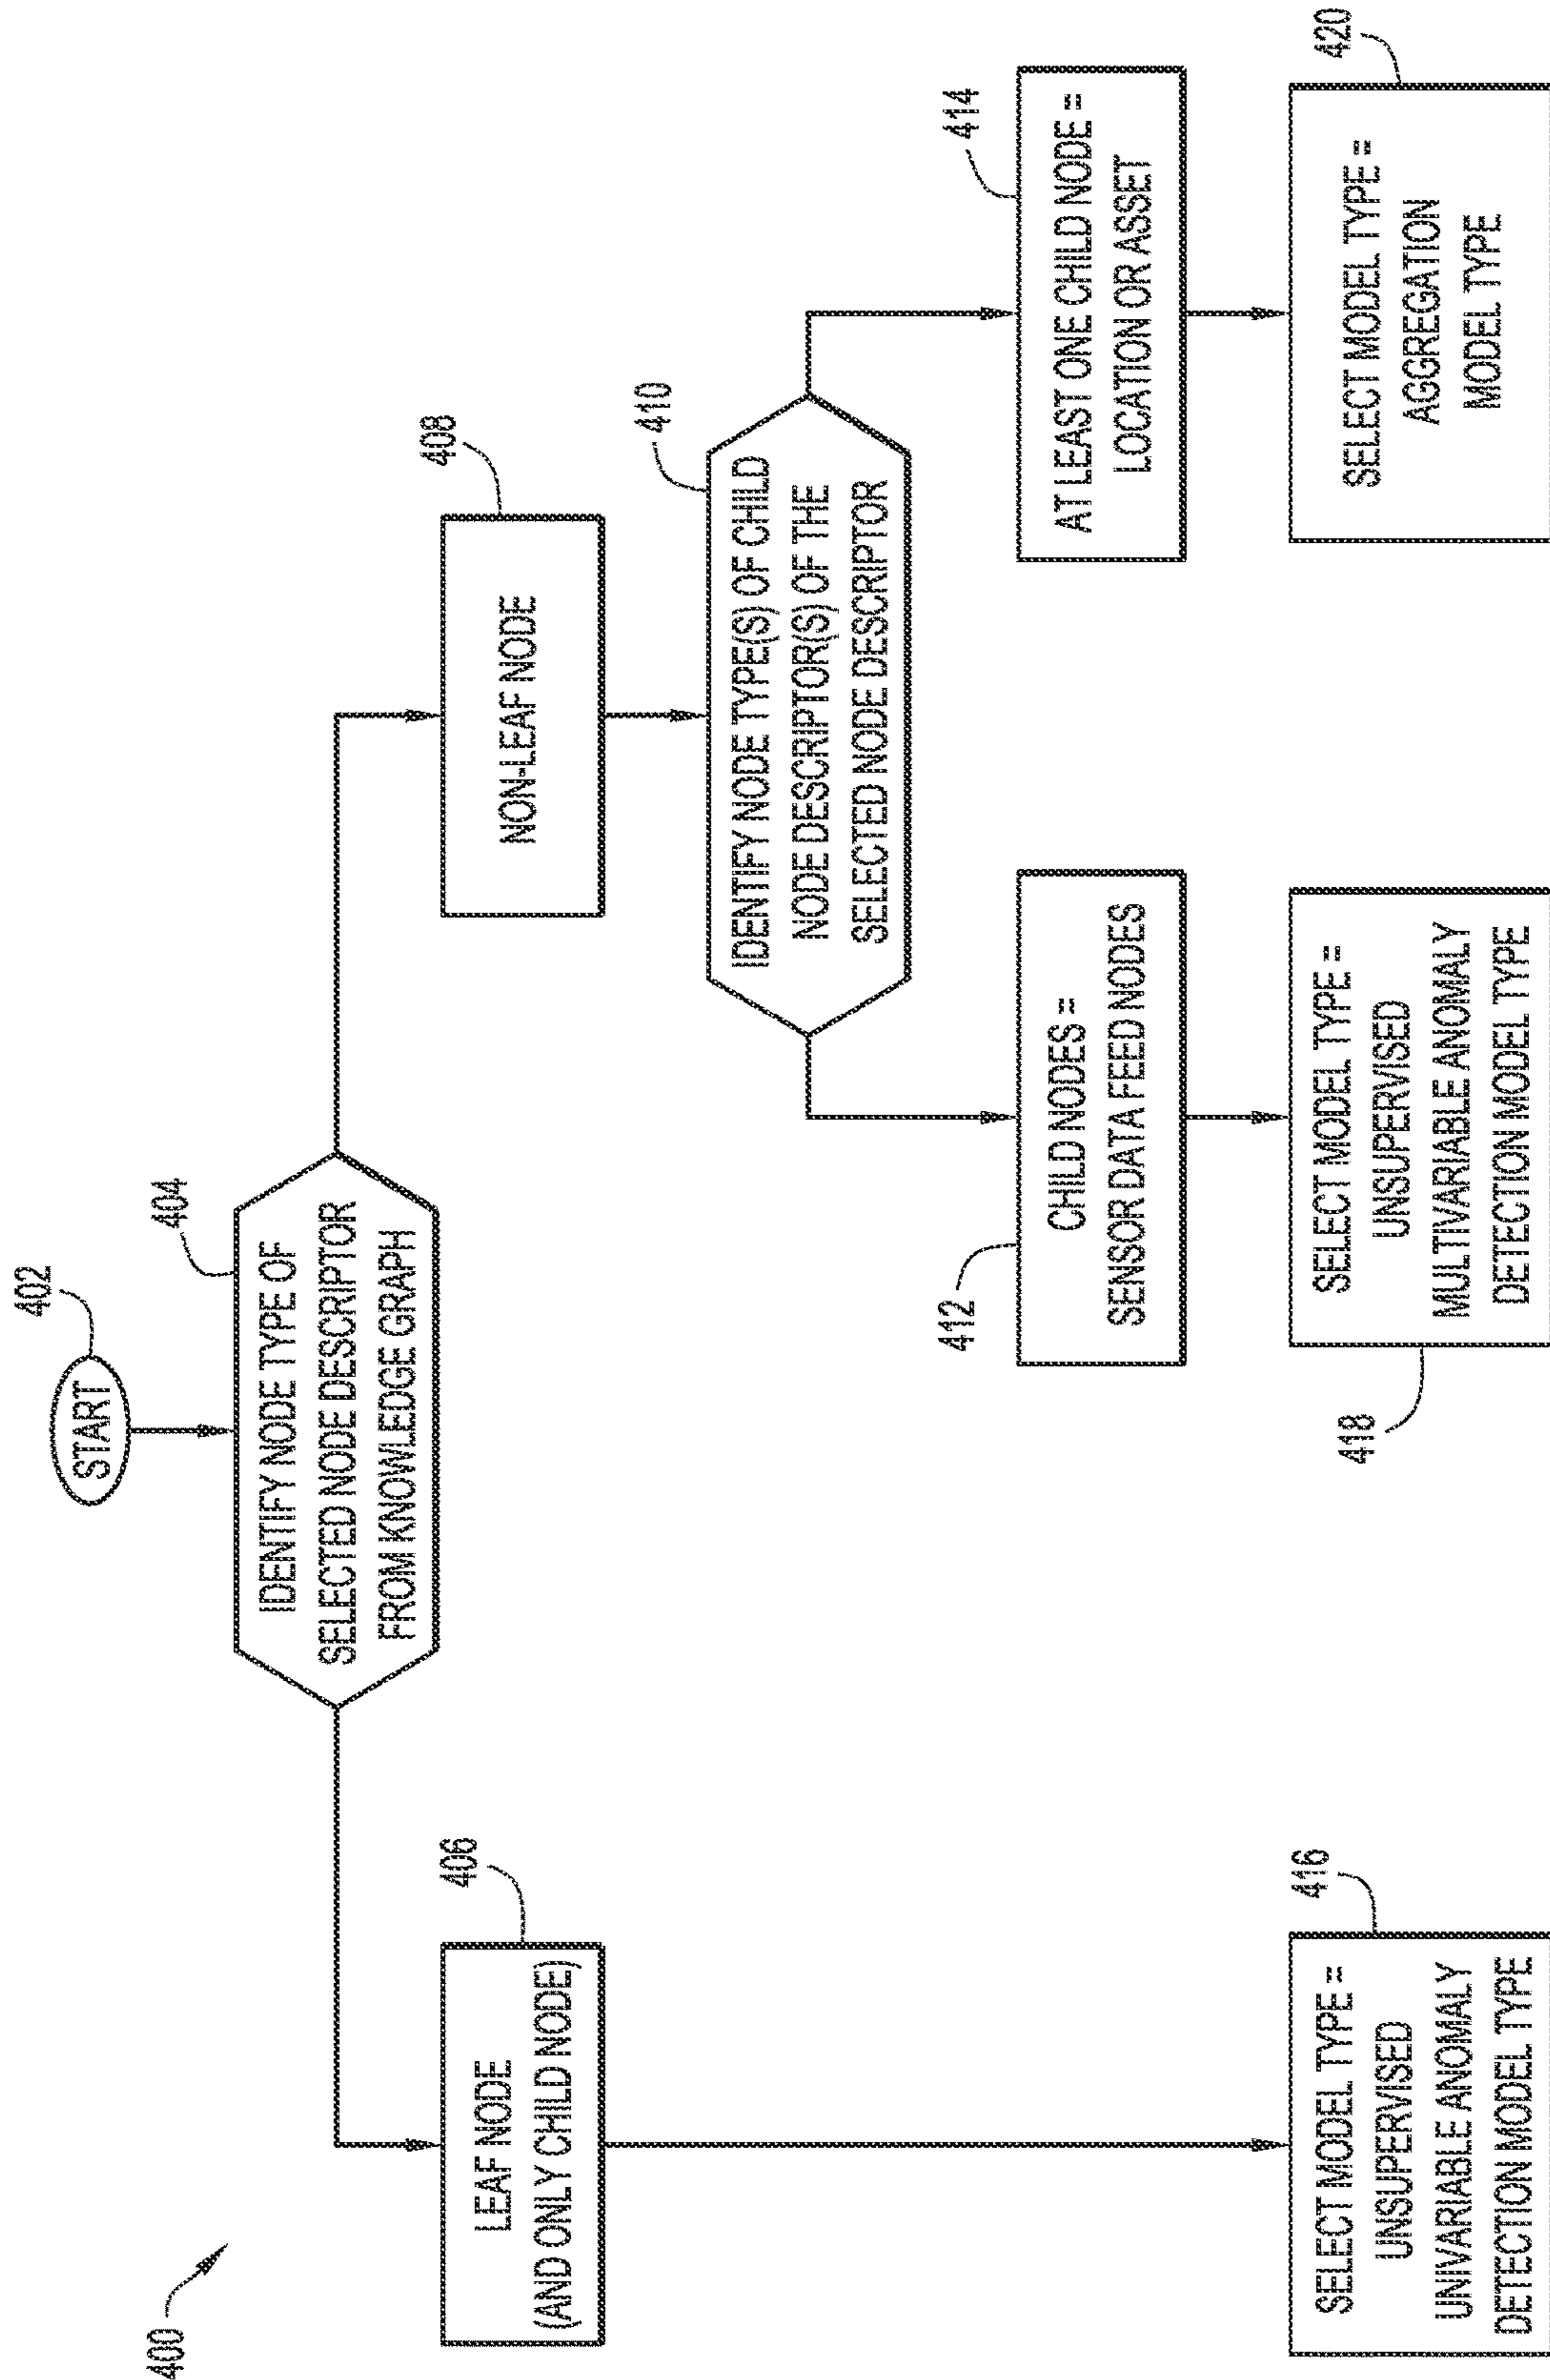 400
402
START
404
IDENTIFY NODE TYPE OF
SELECTED NODE DESCRIPTOR
FROM KNOWLEDGE GRAPH
406
LEAF NODE
(AND ONLY CHILD NODE)
408
NON-LEAF NODE
410
IDENTIFY NODE TYPE(S) OF CHILD
NODE DESCRIPTOR(S) OF THE
SELECTED NODE DESCRIPTOR
412
CHILD NODES =
SENSOR DATA FEED NODES
414
AT LEAST ONE CHILD NODE =
LOCATION OR ASSET
416
SELECT MODEL TYPE =
UNSUPERVISED
UNIVARIABLE ANOMALY
DETECTION MODEL TYPE
418
SELECT MODEL TYPE =
UNSUPERVISED
MULTIVARIABLE ANOMALY
DETECTION MODEL TYPE
420
SELECT MODEL TYPE =
AGGREGATION
MODEL TYPE